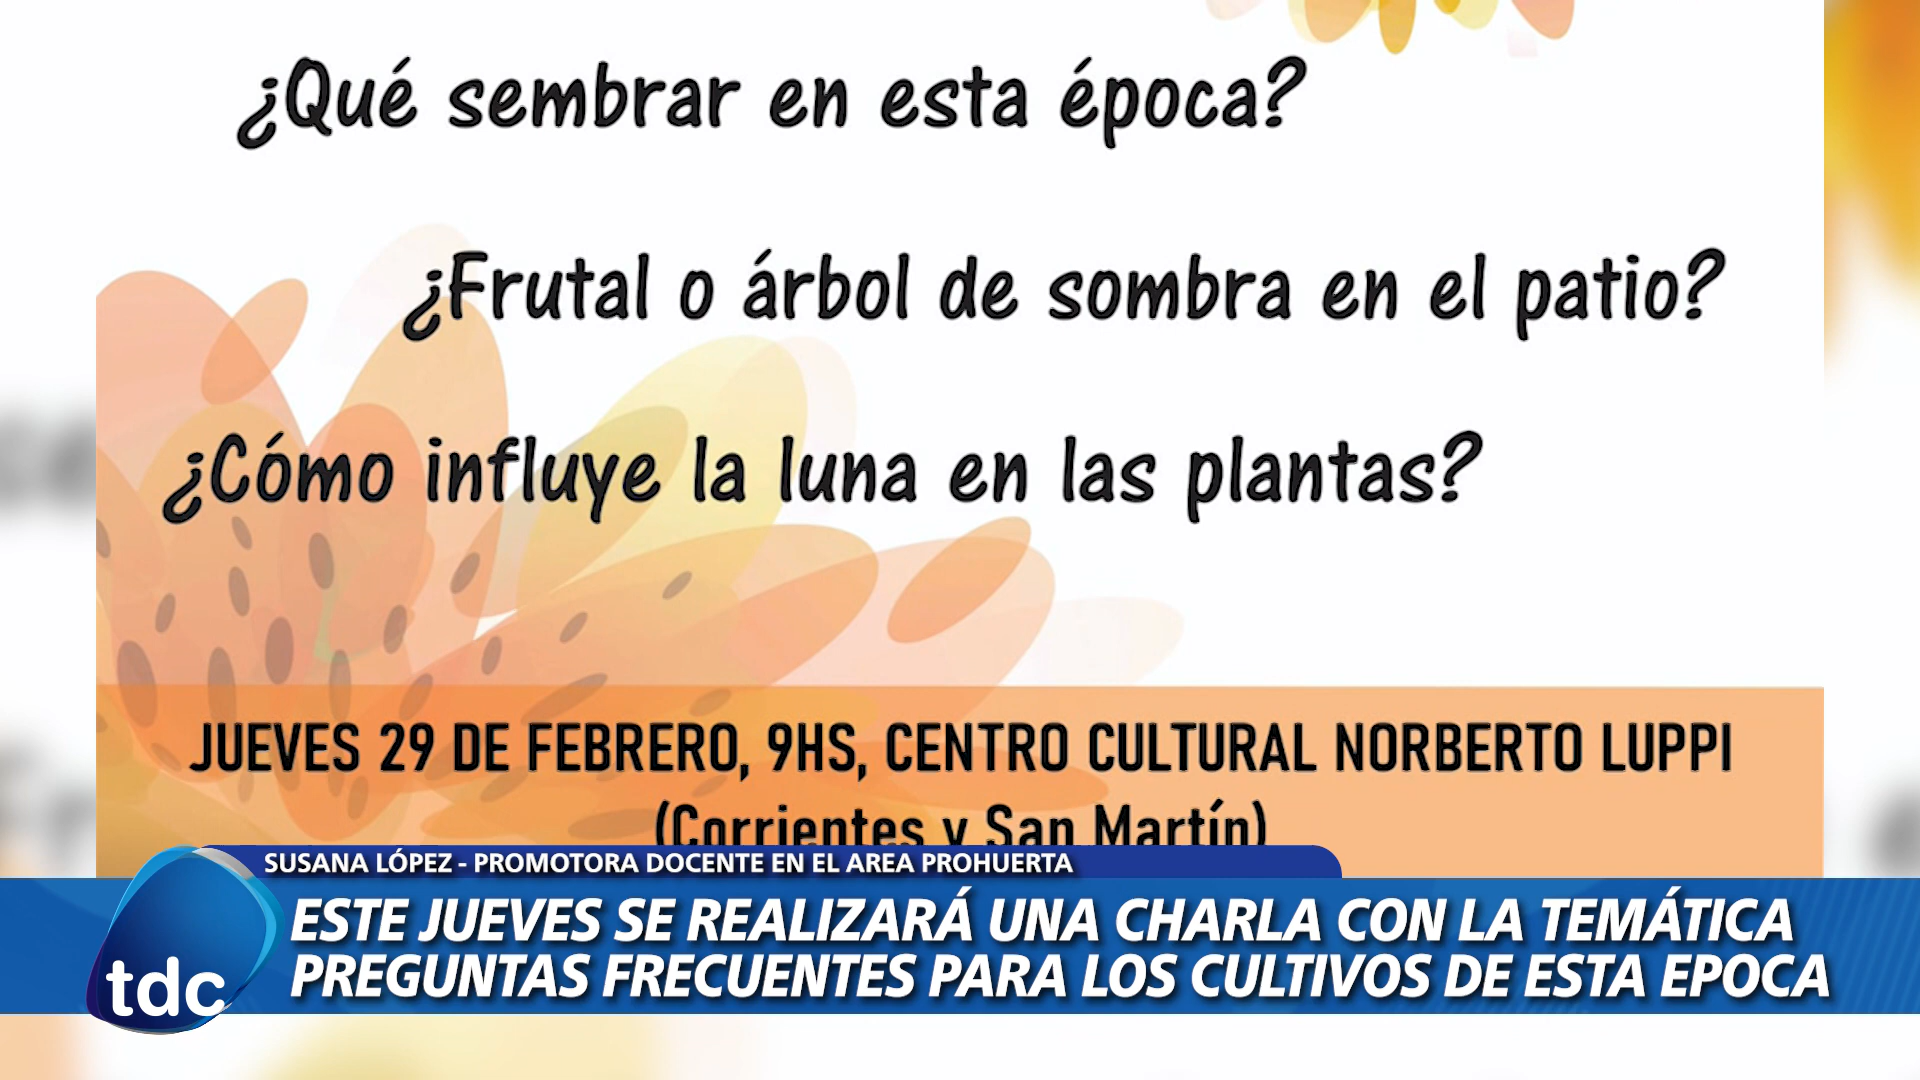 ¿Qué sembrar en esta época?
¿Frutal o árbol de sombra en el patio?
¿Cómo influye la luna en las plantas?
JUEVES 29 DE FEBRERO, 9HS, CENTRO CULTURAL NORBERTO LUPPI
(Corrientes y San Martín)
SUSANA LÓPEZ - PROMOTORA DOCENTE EN EL AREA PROHUERTA
ESTE JUEVES SE REALIZARÁ UNA CHARLA CON LA TEMÁTICA
PREGUNTAS FRECUENTES PARA LOS CULTIVOS DE ESTA EPOCA
tdc